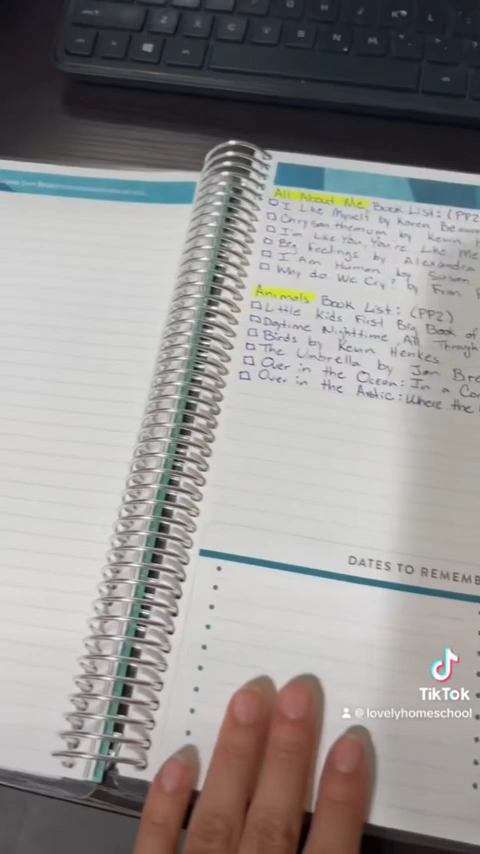 All About Me Book List: (PP2
I Like Myself by Karen Beau
Chrysanthemum by Kevin
I'm Like You, You're Like Me
Big Feelings by Alexandra
I Am Human by Susan
Why do We Cry? by Fran
Animals Book List: (PP2)
Little Kids First Big Book of
Daytime Nighttime All Through
Birds by Kevin Henkes
The Umbrella by Jan Bre
Over in the Ocean: In a Co
Over in the Arctic: Where the
DATES TO REMEMB
TikTok
@lovelyhomeschool